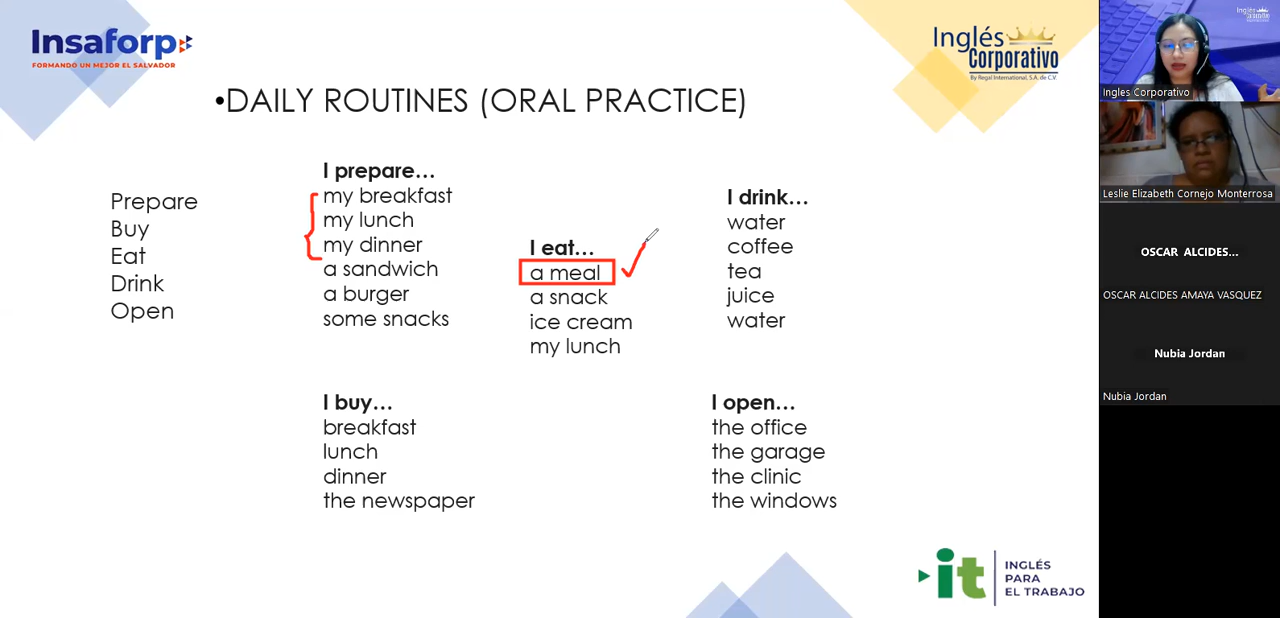 Insaforp
FORMANDO UN MEJOR EL SALVADOR
Inglés
Corporativo
By Regal International, S.A. de C.V.
•DAILY ROUTINES (ORAL PRACTICE)
Prepare
Buy
Eat
Drink
Open
I prepare...
my breakfast
my lunch
my dinner
a sandwich
a burger
some snacks
I eat...
a meal
a snack
ice cream
my lunch
I drink...
water
coffee
tea
juice
water
I buy...
breakfast
lunch
dinner
the newspaper
I open...
the office
the garage
the clinic
the windows
it
INGLÉS
PARA
EL TRABAJO
Inglés
Ingles Corporativo
Leslie Elizabeth Cornejo Monterrosa
OSCAR ALCIDES...
OSCAR ALCIDES AMAYA VASQUEZ
Nubia Jordan
Nubia Jordan